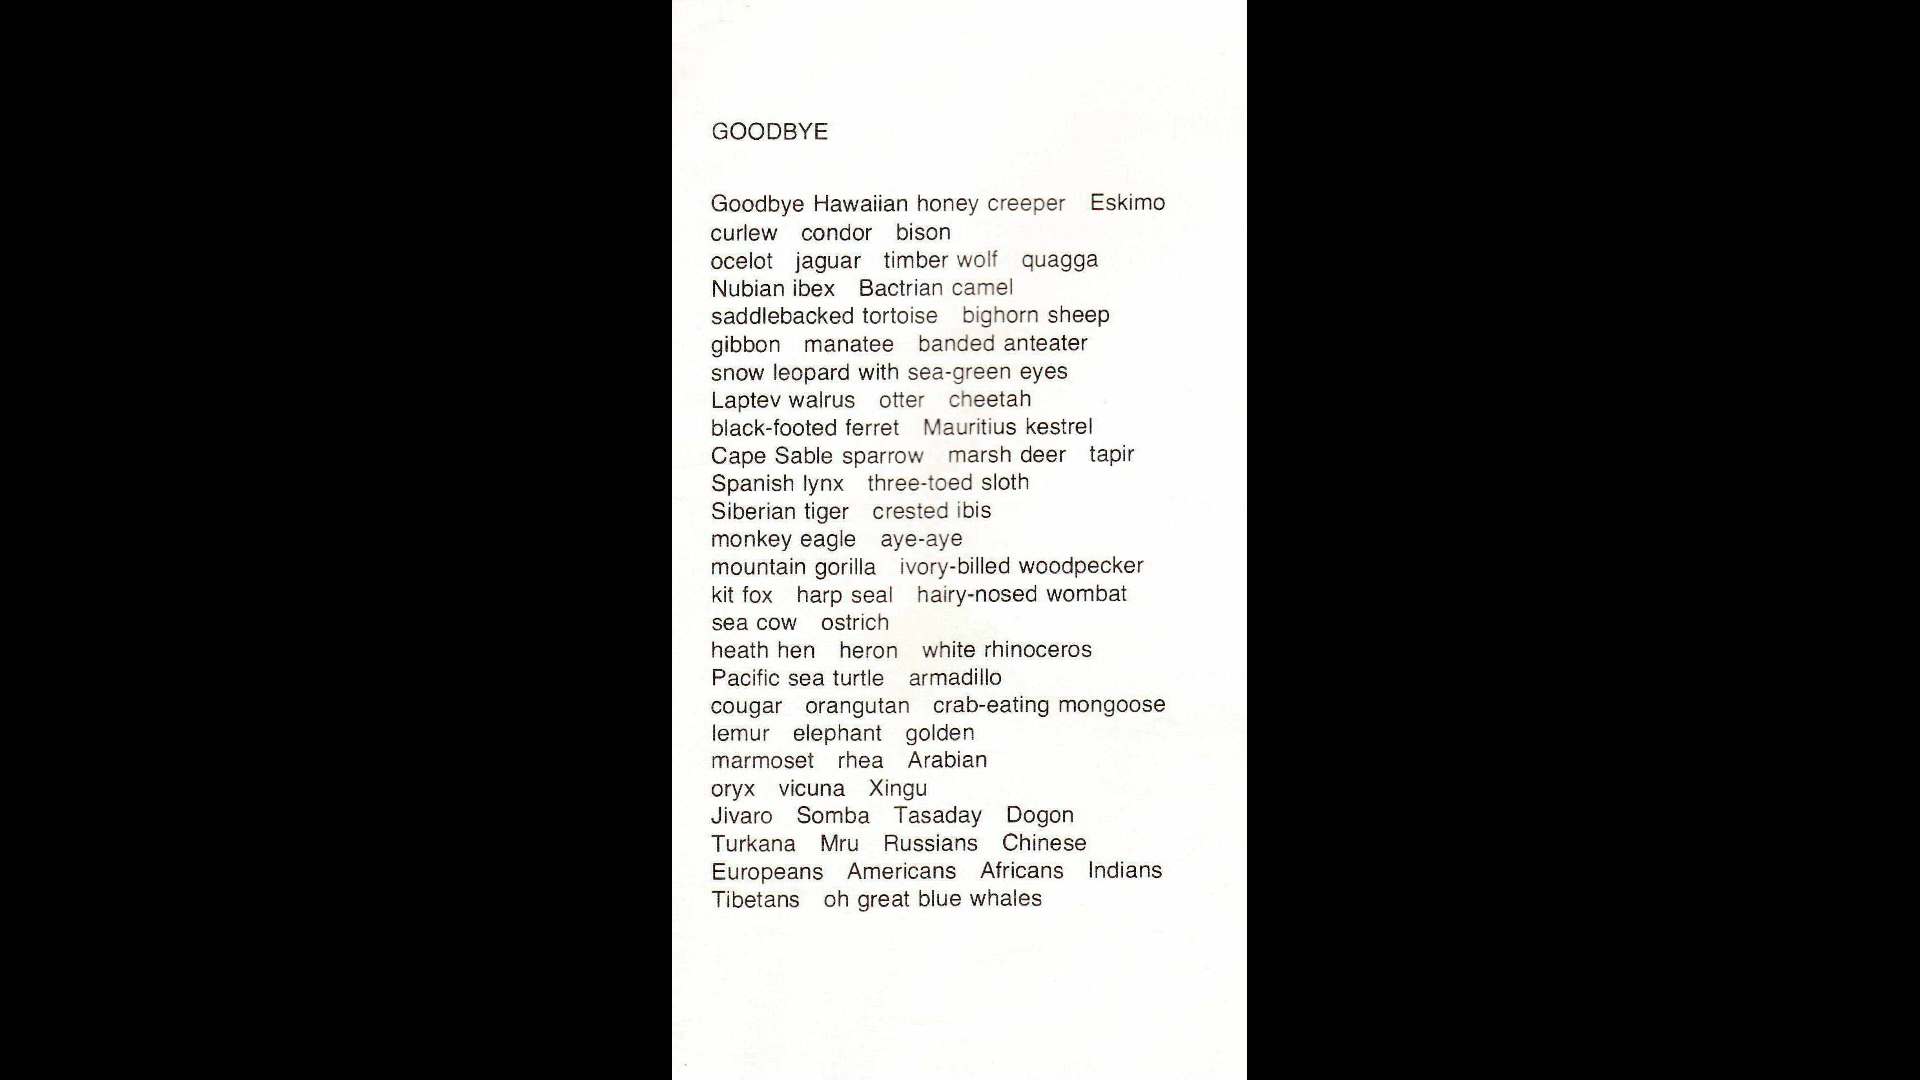 GOODBYE
Goodbye Hawaiian honey creeper Eskimo
curlew condor bison
ocelot jaguar timber wolf quagga
Nubian ibex Bactrian camel
saddlebacked tortoise bighorn sheep
gibbon manatee banded anteater
snow leopard with sea-green eyes
Laptev walrus otter cheetah
black-footed ferret Mauritius kestrel
Cape Sable sparrow marsh deer tapir
Spanish lynx three-toed sloth
Siberian tiger crested ibis
monkey eagle aye-aye
mountain gorilla ivory-billed woodpecker
kit fox harp seal hairy-nosed wombat
sea cow ostrich
heath hen heron white rhinoceros
Pacific sea turtle armadillo
cougar orangutan crab-eating mongoose
lemur elephant golden
marmoset rhea Arabian
oryx vicuna Xingu
Jivaro Somba Tasaday Dogon
Turkana Mru Russians Chinese
Europeans Americans Africans Indians
Tibetans oh great blue whales